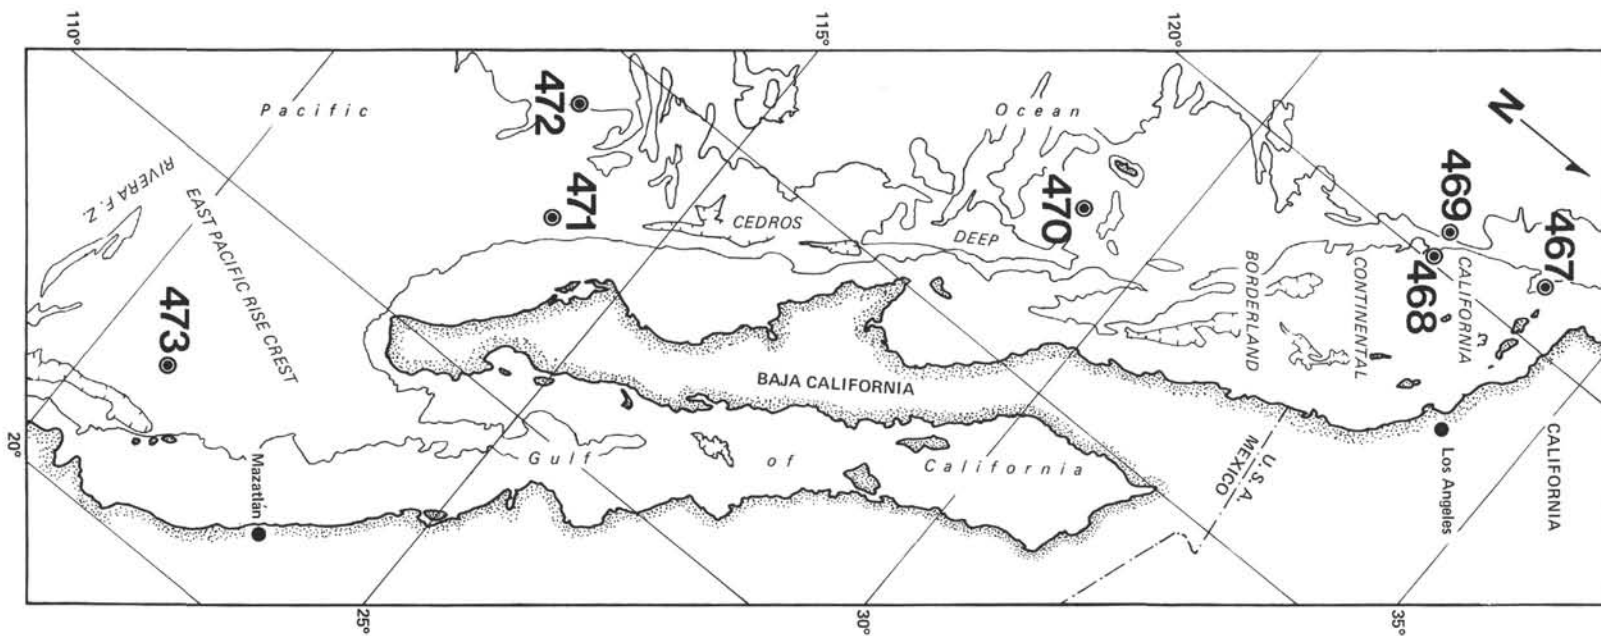 110°
115°
120°
N
Pacific
Ocean
472
471
470
469
467
468
473
RIVERA F. Z.
EAST PACIFIC RISE CREST
CEDROS
DEEP
BORDERLAND
CONTINENTAL
CALIFORNIA
BAJA CALIFORNIA
Gulf
of
California
U.S.A.
MEXICO
Mazatlán
Los Angeles
CALIFORNIA
20°
25°
30°
35°